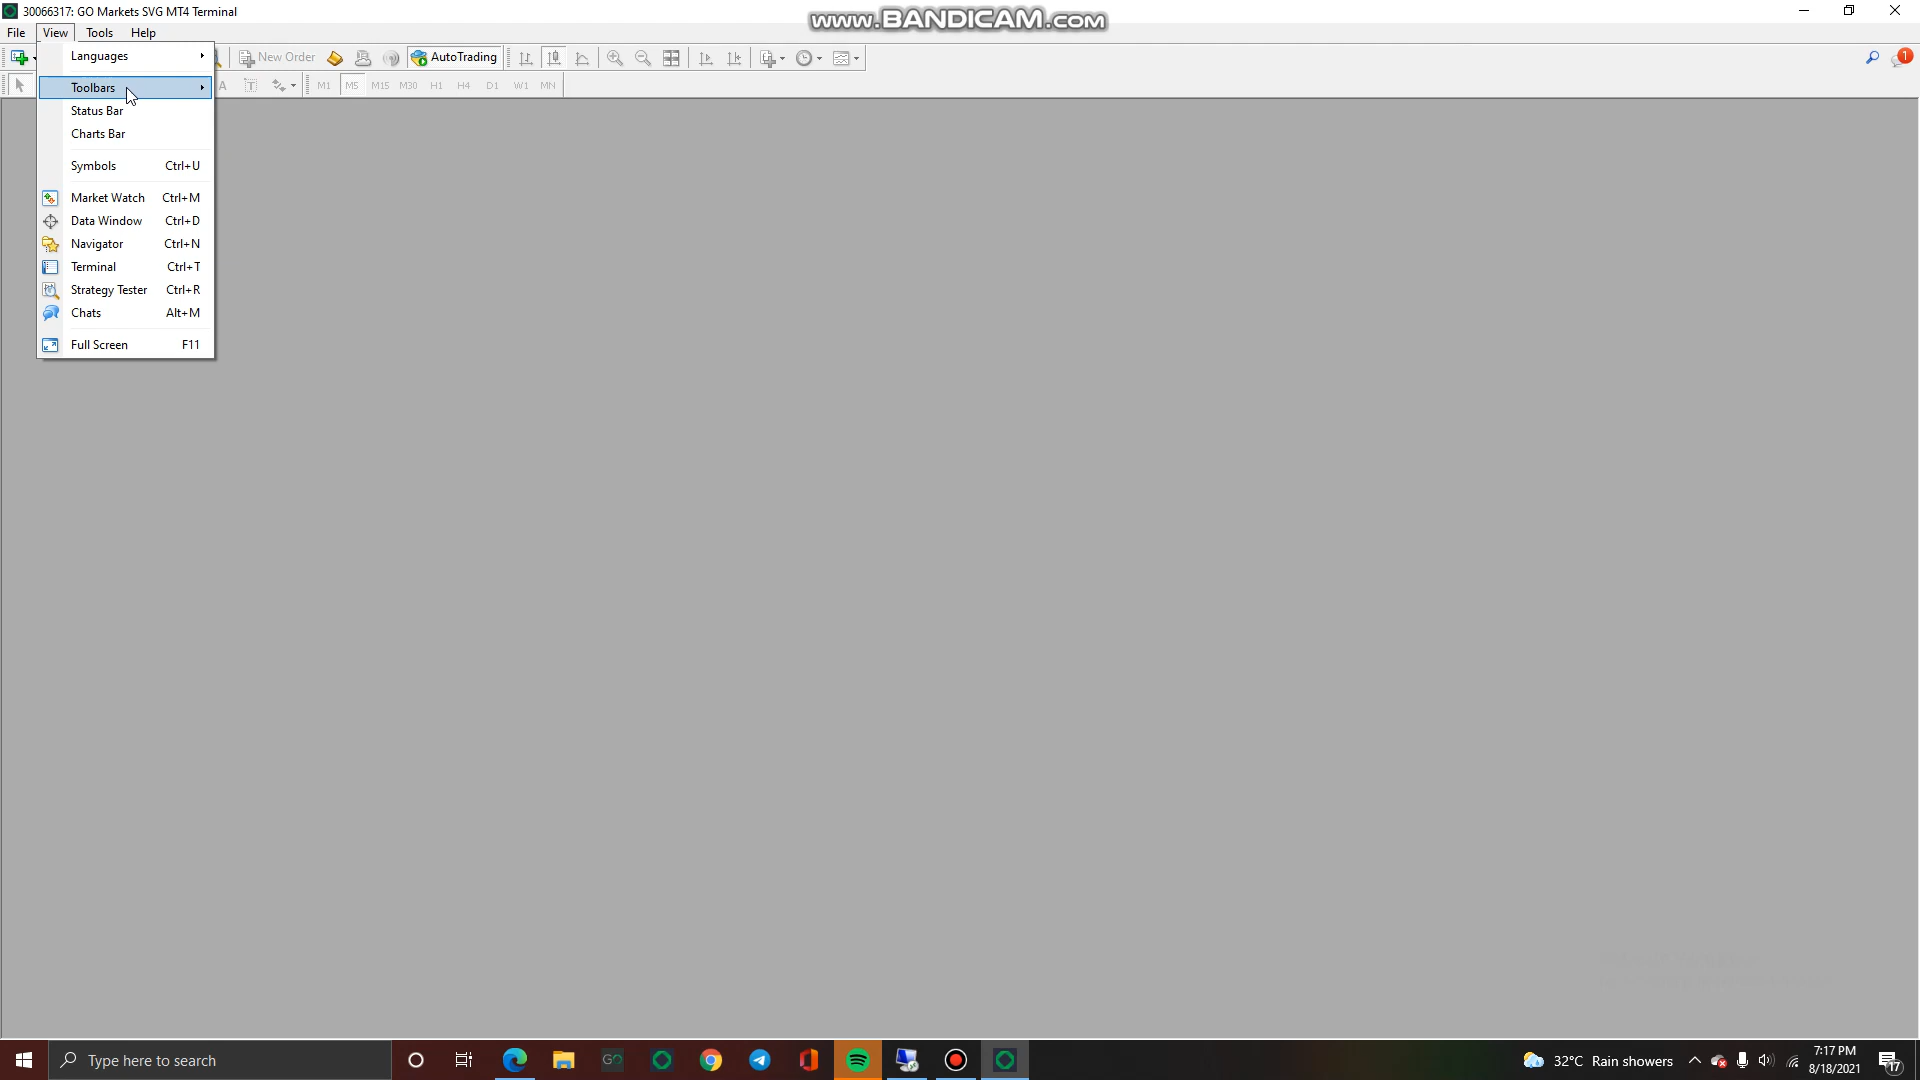 30066317: GO Markets SVG MT4 Terminal
www.BANDICAM.com
File View Tools Help
New Order AutoTrading 1
A T M1 M5 M15 M30 H1 H4 D1 W1 MN
Languages
Toolbars
Status Bar
Charts Bar
Symbols Ctrl+U
Market Watch Ctrl+M
Data Window Ctrl+D
Navigator Ctrl+N
Terminal Ctrl+T
Strategy Tester Ctrl+R
Chats Alt+M
Full Screen F11
Type here to search GO 32°C Rain showers 7:17 PM
8/18/2021 17